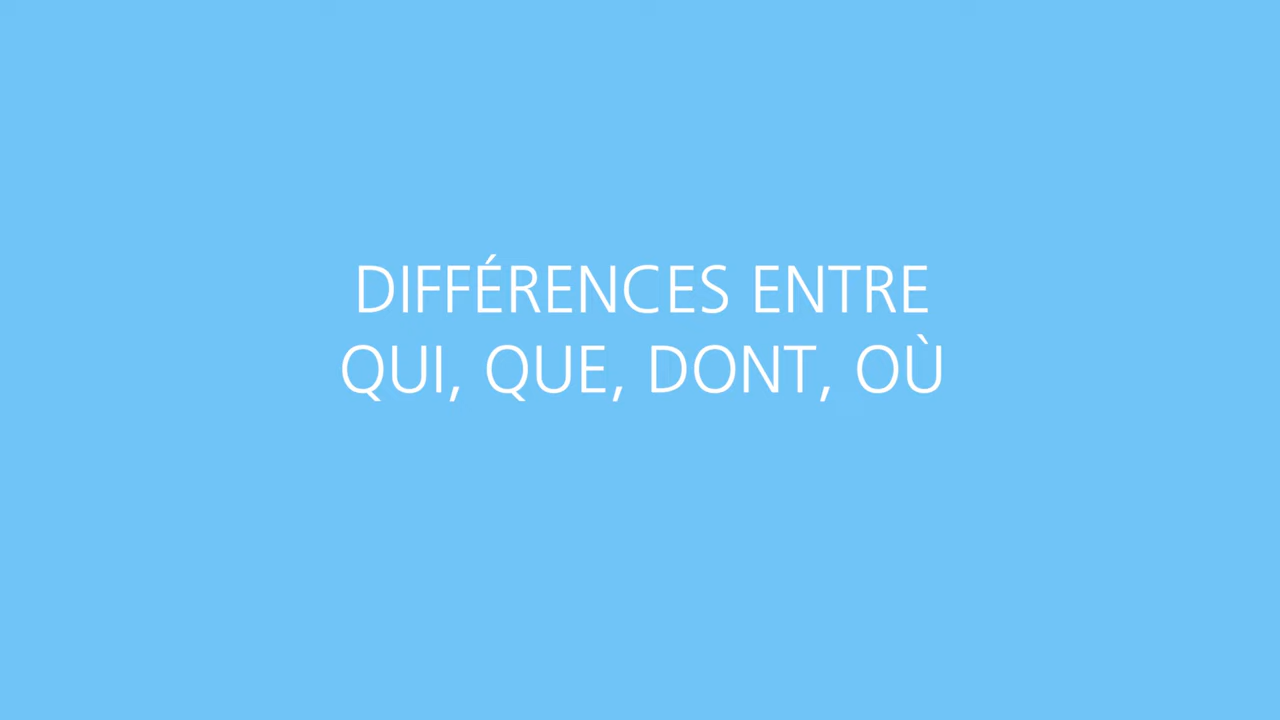 DIFFÉRENCES ENTRE
QUI, QUE, DONT, OÙ